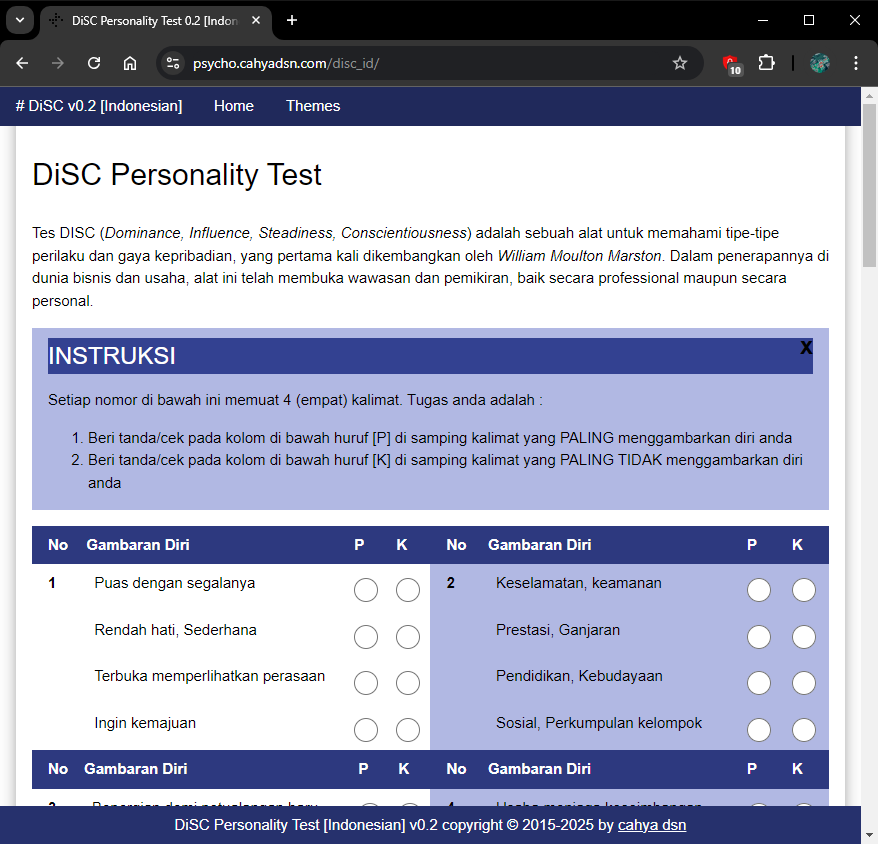 DiSC Personality Test 0.2 [Indon
psycho.cahyadsn.com/disc_id/
10
# DiSC v0.2 [Indonesian] Home Themes
DiSC Personality Test
Tes DISC (Dominance, Influence, Steadiness, Conscientiousness) adalah sebuah alat untuk memahami tipe-tipe
perilaku dan gaya kepribadian, yang pertama kali dikembangkan oleh William Moulton Marston. Dalam penerapannya di
dunia bisnis dan usaha, alat ini telah membuka wawasan dan pemikiran, baik secara professional maupun secara
personal.
INSTRUKSI X
Setiap nomor di bawah ini memuat 4 (empat) kalimat. Tugas anda adalah :
1. Beri tanda/cek pada kolom di bawah huruf [P] di samping kalimat yang PALING menggambarkan diri anda
2. Beri tanda/cek pada kolom di bawah huruf [K] di samping kalimat yang PALING TIDAK menggambarkan diri
anda
No Gambaran Diri P K No Gambaran Diri P K
1 Puas dengan segalanya 2 Keselamatan, keamanan
Rendah hati, Sederhana Prestasi, Ganjaran
Terbuka memperlihatkan perasaan Pendidikan, Kebudayaan
Ingin kemajuan Sosial, Perkumpulan kelompok
No Gambaran Diri P K No Gambaran Diri P K
DiSC Personality Test [Indonesian] v0.2 copyright © 2015-2025 by cahya dsn